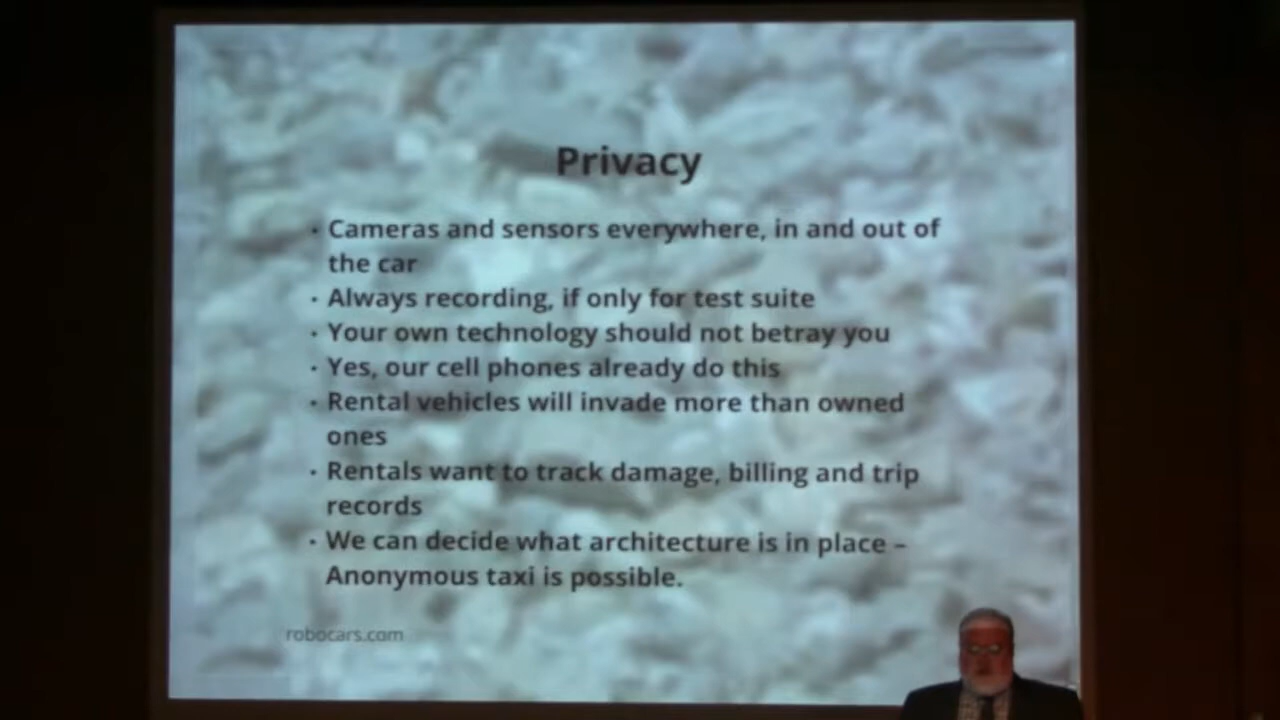 Privacy
· Cameras and sensors everywhere, in and out of
the car
· Always recording, if only for test suite
· Your own technology should not betray you
· Yes, our cell phones already do this
· Rental vehicles will invade more than owned
ones
· Rentals want to track damage, billing and trip
records
· We can decide what architecture is in place –
Anonymous taxi is possible.
robocars.com